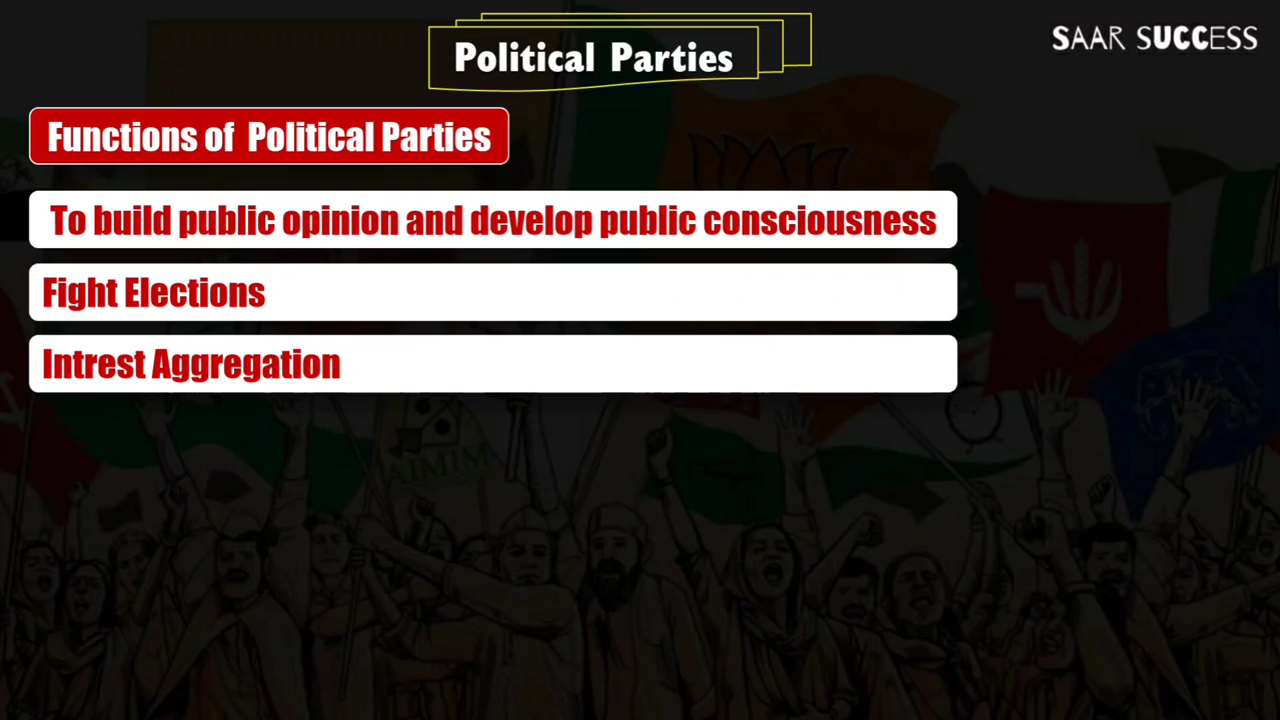 Political Parties
SAAR SUCCESS
Functions of Political Parties
To build public opinion and develop public consciousness
Fight Elections
Intrest Aggregation
AIMIM